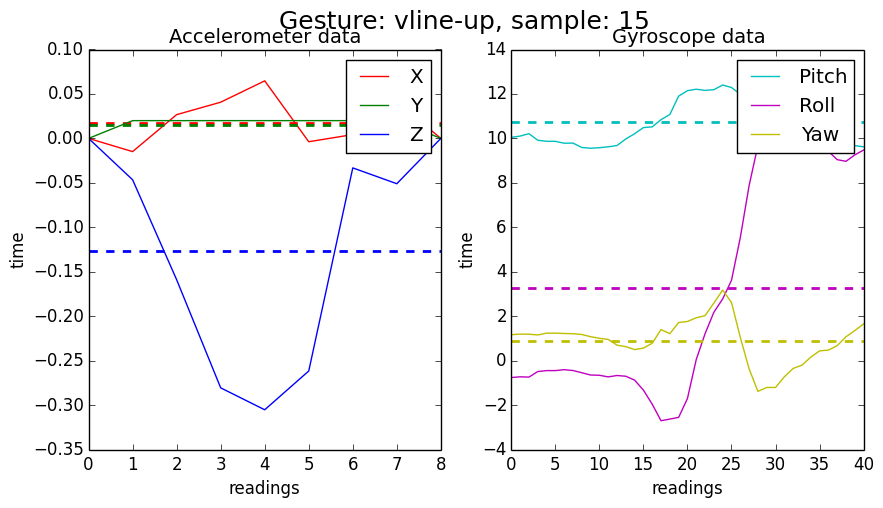 Gesture: vline-up, sample: 15
Accelerometer data
0.10
0.05
0.00
−0.05
−0.10
−0.15
−0.20
−0.25
−0.30
−0.35
time
X
Y
Z
0 1 2 3 4 5 6 7 8
readings
Gyroscope data
14
12
10
8
6
4
2
0
−2
−4
time
Pitch
Roll
Yaw
0 5 10 15 20 25 30 35 40
readings